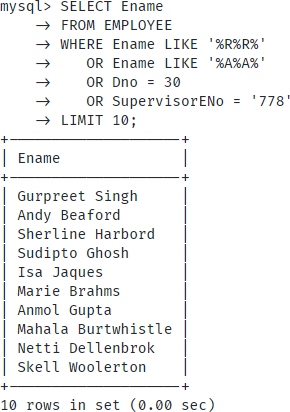 mysql> SELECT Ename
    -> FROM EMPLOYEE
    -> WHERE Ename LIKE '%R%R%'
    ->    OR Ename LIKE '%A%A%'
    ->    OR Dno = 30
    ->    OR SupervisorENo = '778'
    -> LIMIT 10;
+--------------------+
| Ename              |
+--------------------+
| Gurpreet Singh     |
| Andy Beaford       |
| Sherline Harbord   |
| Sudipto Ghosh      |
| Isa Jaques         |
| Marie Brahms       |
| Anmol Gupta        |
| Mahala Burtwhistle |
| Netti Dellenbrok   |
| Skell Woolerton    |
+--------------------+
10 rows in set (0.00 sec)